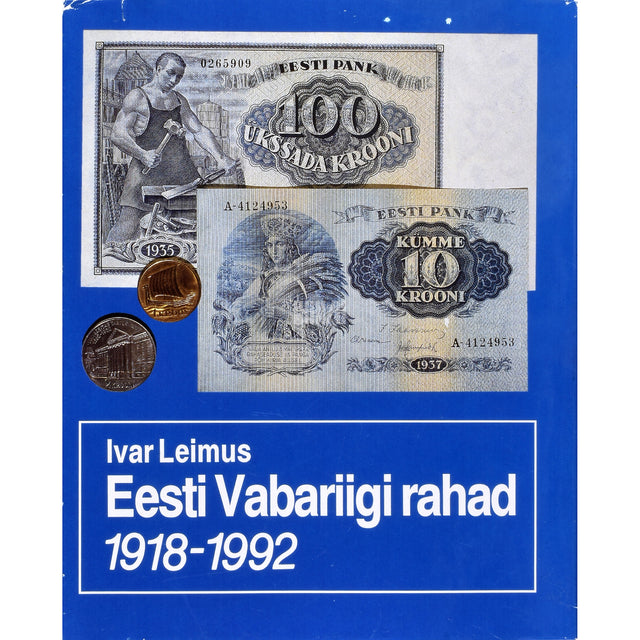 0265909
EESTI PANK
100
ÜKSSADA KROONI
1935
A-4124953
EESTI PANK
KÜMME
10
KROONI
A-4124953
1937
Ivar Leimus
Eesti Vabariigi rahad
1918-1992